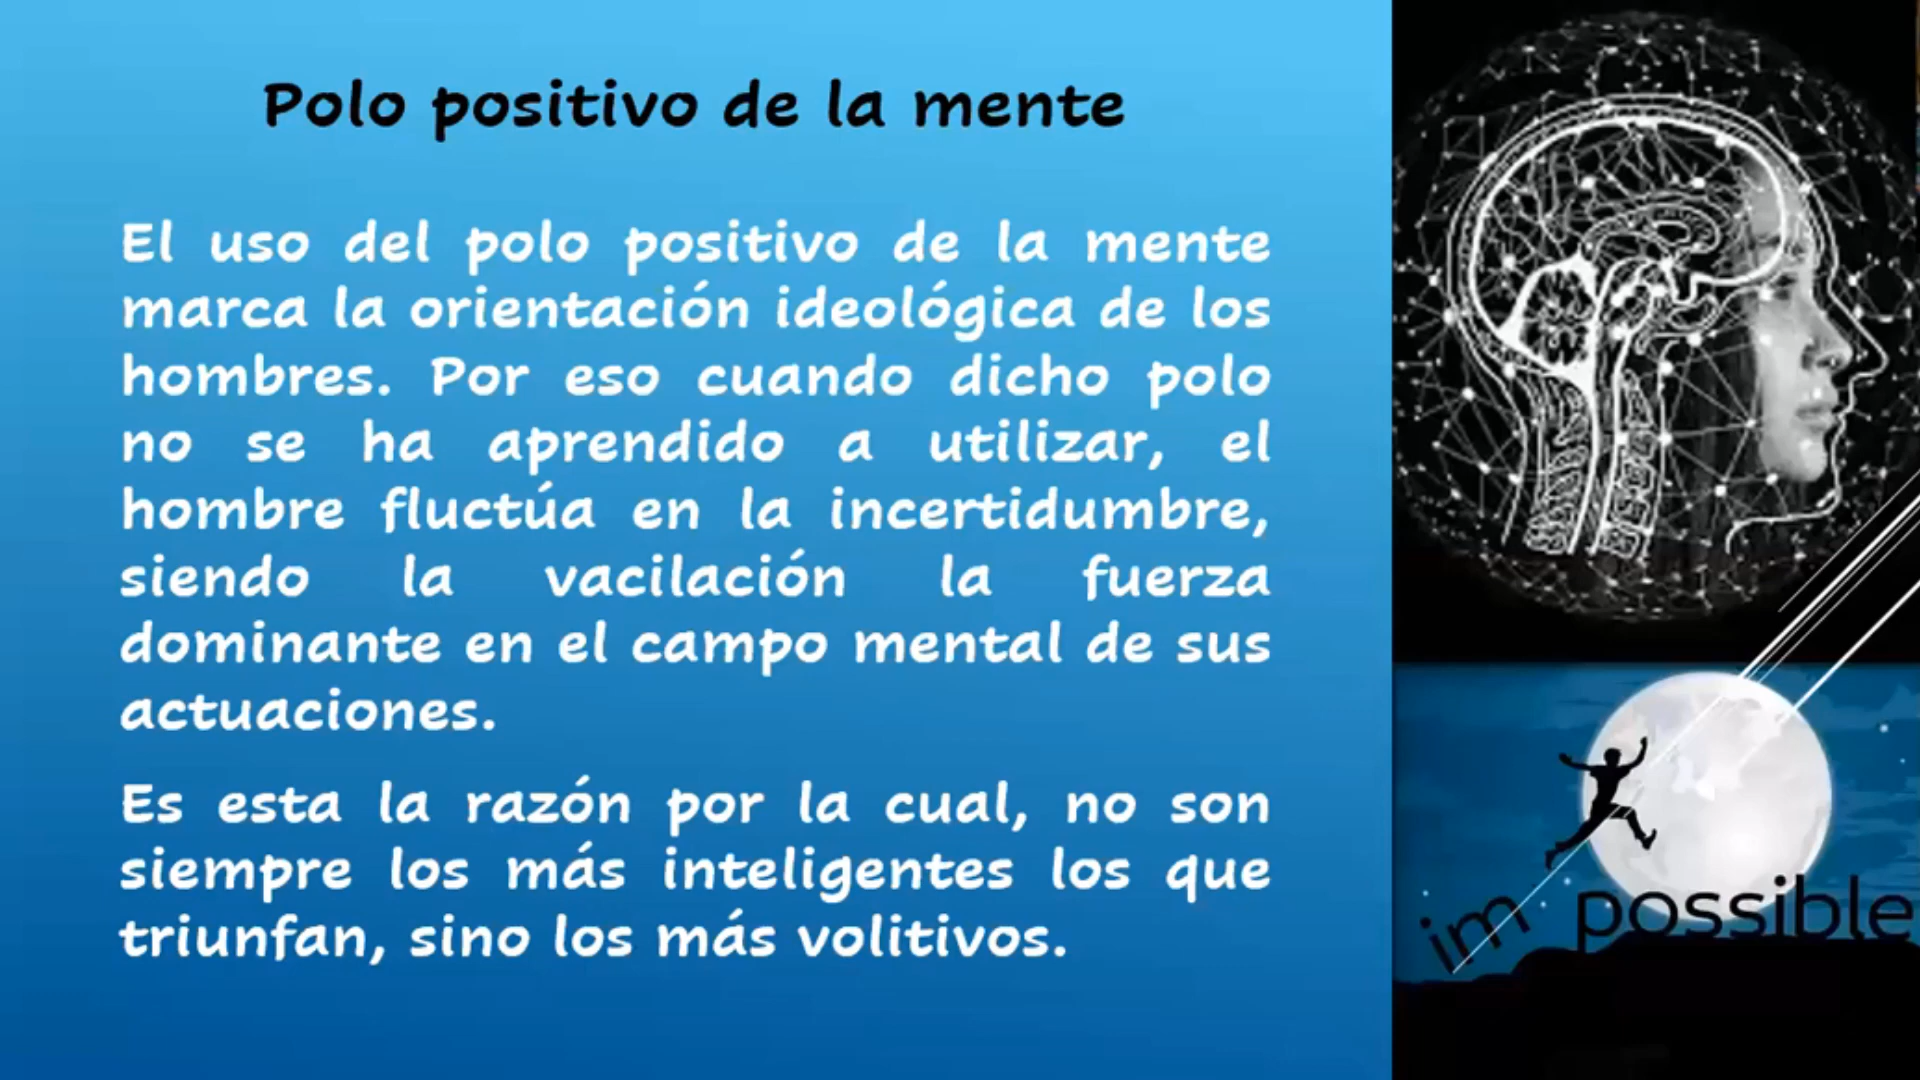 Polo positivo de la mente
El uso del polo positivo de la mente
marca la orientación ideológica de los
hombres. Por eso cuando dicho polo
no se ha aprendido a utilizar, el
hombre fluctúa en la incertidumbre,
siendo la vacilación la fuerza
dominante en el campo mental de sus
actuaciones.
Es esta la razón por la cual, no son
siempre los más inteligentes los que
triunfan, sino los más volitivos.
im possible